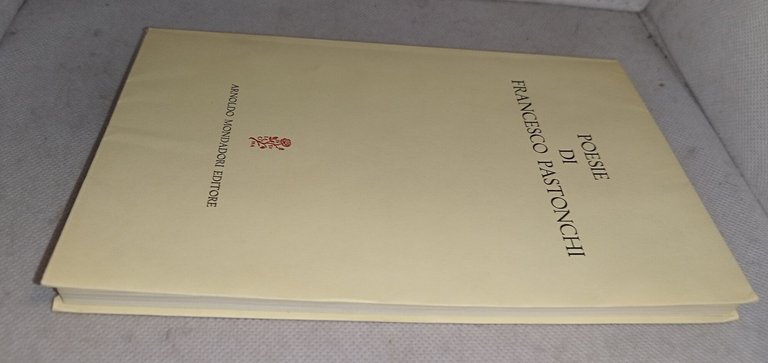 POESIE
DI
FRANCESCO PASTONCHI
ARNOLDO MONDADORI EDITORE